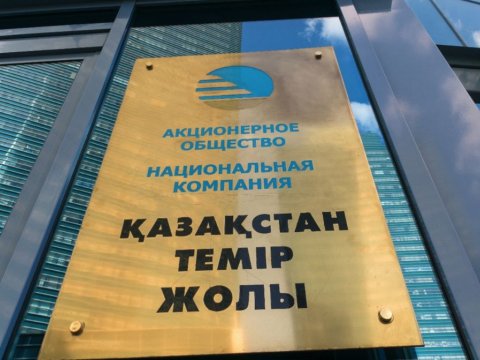 АКЦИОНЕРНОЕ
ОБЩЕСТВО
НАЦИОНАЛЬНАЯ
КОМПАНИЯ
ҚАЗАҚСТАН
ТЕМІР
ЖОЛЫ